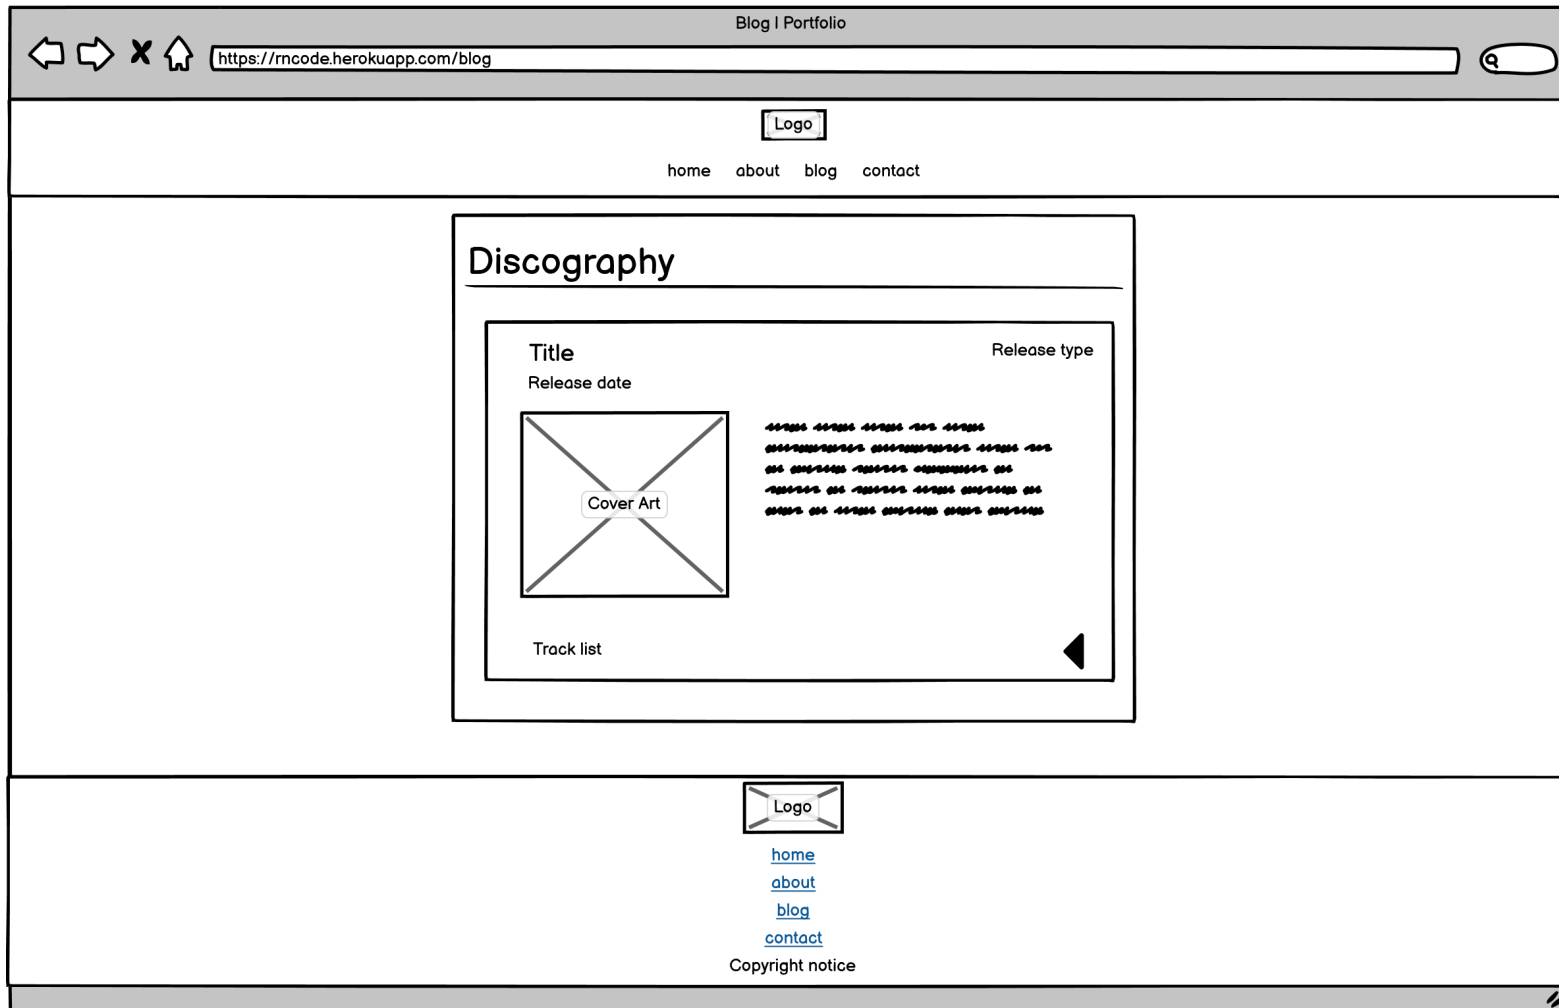 Blog | Portfolio
https://rncode.herokuapp.com/blog
Logo
home about blog contact
Discography
Title
Release type
Release date
Cover Art
Track list
Logo
home
about
blog
contact
Copyright notice